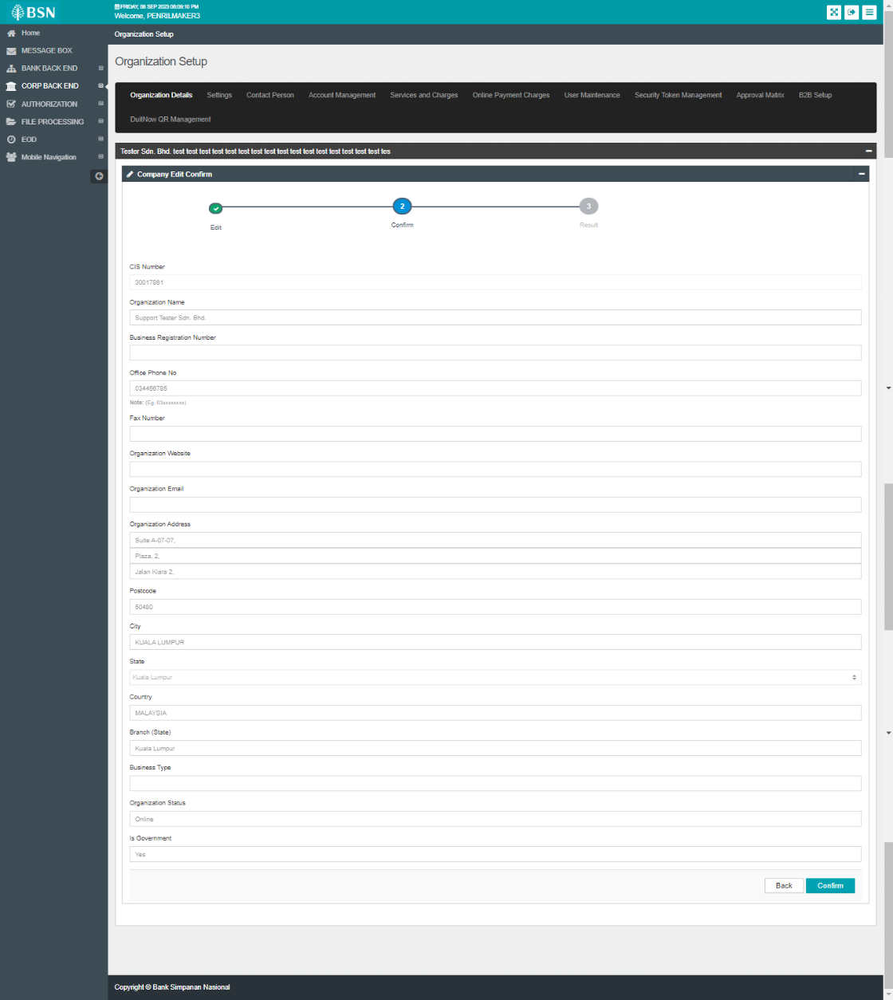 BSN
FRIDAY, 08 SEP 2023 06:09:10 PM
Welcome, PENRILMAKER3
Home
MESSAGE BOX
BANK BACK END
CORP BACK END
AUTHORIZATION
FILE PROCESSING
EOD
Mobile Navigation
Organization Setup
Organization Setup
Organization Details Settings Contact Person Account Management Services and Charges Online Payment Charges User Maintenance Security Token Management Approval Matrix B2B Setup
DuitNow QR Management
Tester Sdn. Bhd. test test test test test test test test test test test test test test test test tes
Company Edit Confirm
2
3
Edit
Confirm
Result
CIS Number
30017861
Organization Name
Support Tester Sdn. Bhd.
Business Registration Number
Office Phone No
034456785
Note: (Eg. 03xxxxxxxx)
Fax Number
Organization Website
Organization Email
Organization Address
Suite A-07-07,
Plaza, 2,
Jalan Kiara 2,
Postcode
50480
City
KUALA LUMPUR
State
Kuala Lumpur
Country
MALAYSIA
Branch (State)
Kuala Lumpur
Business Type
Organization Status
Online
Is Government
Yes
Back Confirm
Copyright © Bank Simpanan Nasional